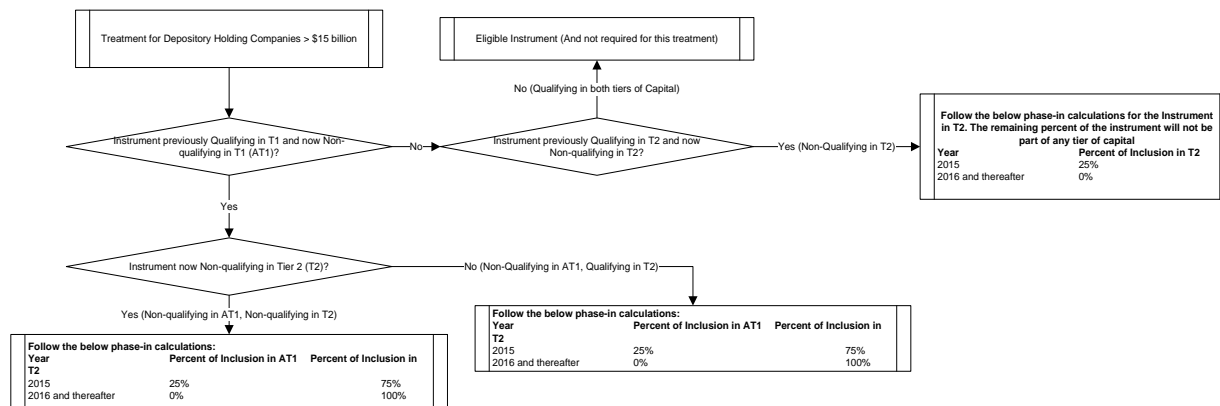 Treatment for Depository Holding Companies > $15 billion
Eligible Instrument (And not required for this treatment)
No (Qualifying in both tiers of Capital)
Instrument previously Qualifying in T1 and now Non-
qualifying in T1 (AT1)?
No
Instrument previously Qualifying in T2 and now
Non-qualifying in T2?
Yes (Non-Qualifying in T2)
Follow the below phase-in calculations for the Instrument
in T2. The remaining percent of the instrument will not be
part of any tier of capital
Year Percent of Inclusion in T2
2015 25%
2016 and thereafter 0%
Yes
Instrument now Non-qualifying in Tier 2 (T2)?
No (Non-Qualifying in AT1, Qualifying in T2)
Follow the below phase-in calculations:
Year Percent of Inclusion in AT1 Percent of Inclusion in
T2
2015 25% 75%
2016 and thereafter 0% 100%
Yes (Non-qualifying in AT1, Non-qualifying in T2)
Follow the below phase-in calculations:
Year Percent of Inclusion in AT1 Percent of Inclusion in
T2
2015 25% 75%
2016 and thereafter 0% 100%